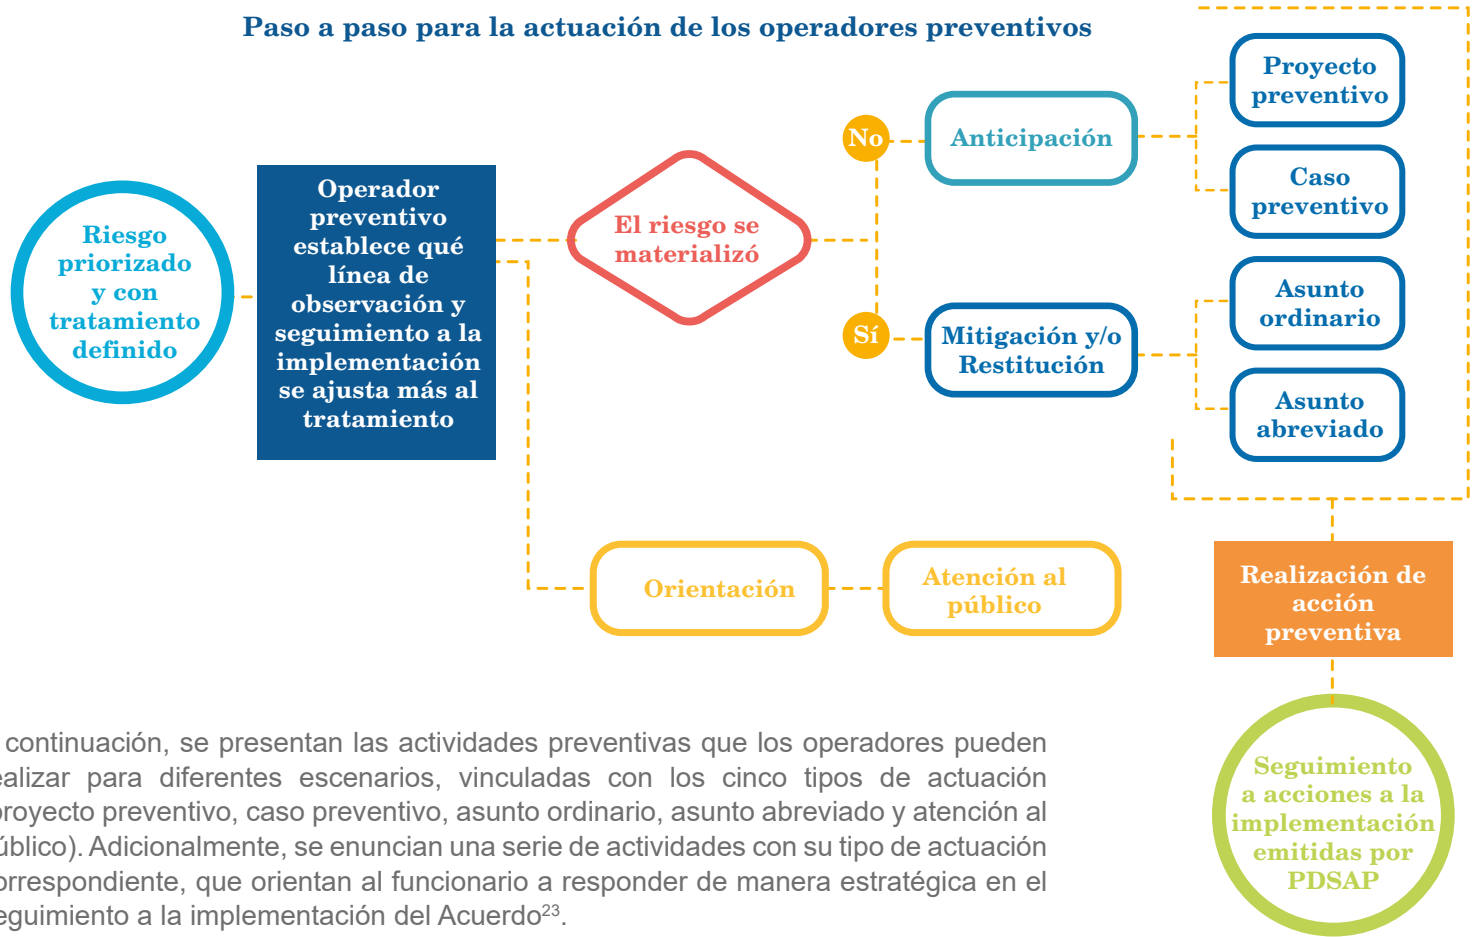 Paso a paso para la actuación de los operadores preventivos
Riesgo
priorizado
y con
tratamiento
definido
Operador
preventivo
establece qué
línea de
observación y
seguimiento a la
implementación
se ajusta más al
tratamiento
El riesgo se
materializó
No
Anticipación
Proyecto
preventivo
Caso
preventivo
Sí
Mitigación y/o
Restitución
Asunto
ordinario
Asunto
abreviado
Orientación
Atención al
público
Realización de
acción
preventiva
Seguimiento
a acciones a la
implementación
emitidas por
PDSAP
continuación, se presentan las actividades preventivas que los operadores pueden
ealizar para diferentes escenarios, vinculadas con los cinco tipos de actuación
proyecto preventivo, caso preventivo, asunto ordinario, asunto abreviado y atención al
úblico). Adicionalmente, se enuncian una serie de actividades con su tipo de actuación
orrespondiente, que orientan al funcionario a responder de manera estratégica en el
eguimiento a la implementación del Acuerdo²³.